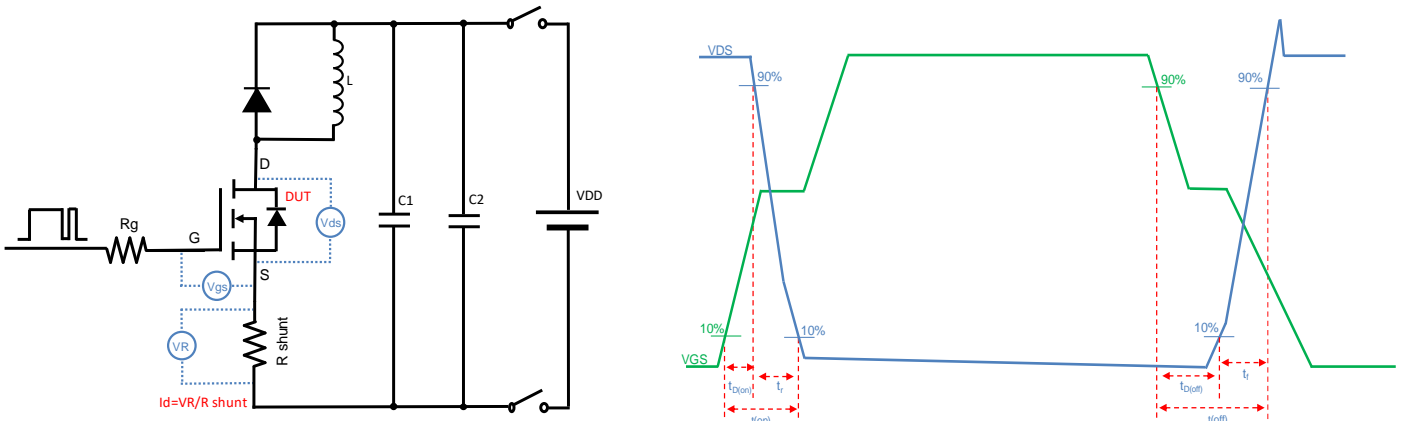 L
D
DUT
Rg
G
Vds
C1
C2
VDD
S
Vgs
VR
R shunt
Id=VR/R shunt
VDS
90%
90%
90%
10%
10%
10%
VGS
tD(on)
tr
tD(off)
tf
t(on)
t(off)